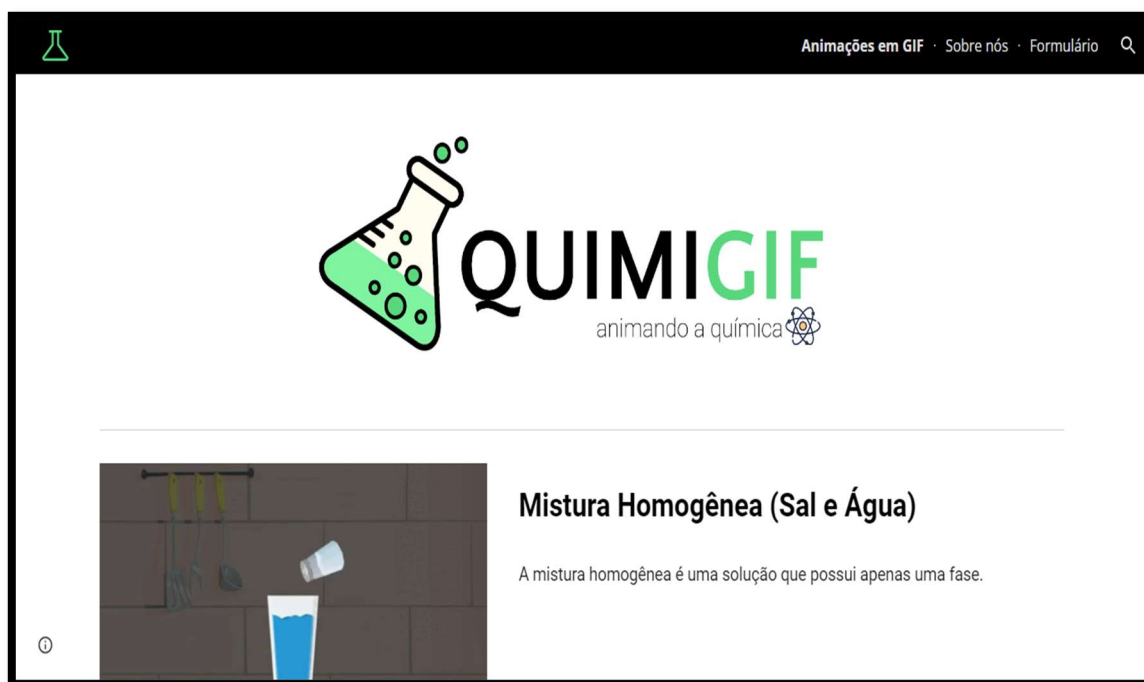 Animações em GIF · Sobre nós · Formulário
QUIMIGIF
animando a química
Mistura Homogênea (Sal e Água)
A mistura homogênea é uma solução que possui apenas uma fase.